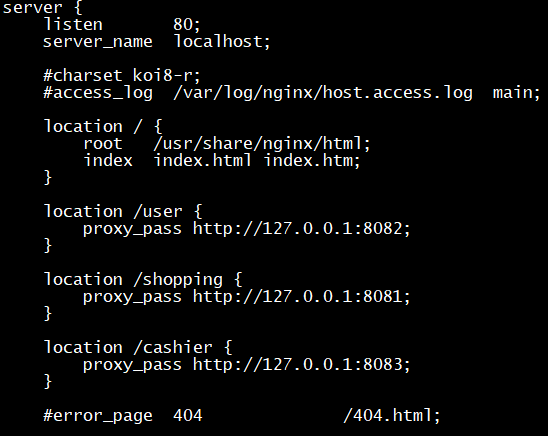 server {
    listen       80;
    server_name  localhost;

    #charset koi8-r;
    #access_log  /var/log/nginx/host.access.log  main;

    location / {
        root   /usr/share/nginx/html;
        index  index.html index.htm;
    }

    location /user {
        proxy_pass http://127.0.0.1:8082;
    }

    location /shopping {
        proxy_pass http://127.0.0.1:8081;
    }

    location /cashier {
        proxy_pass http://127.0.0.1:8083;
    }

    #error_page  404              /404.html;